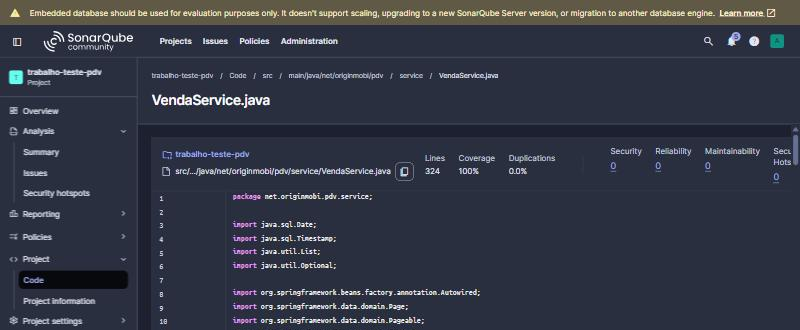 Embedded database should be used for evaluation purposes only. It doesn't support scaling, upgrading to a new SonarQube Server version, or migration to another database engine. Learn more
SonarQube community Projects Issues Policies Administration 5 A
T trabalho-teste-pdv
Project
Overview
Analysis
Summary
Issues
Security hotspots
Reporting
Policies
Project
Code
Project information
Project settings
trabalho-teste-pdv / Code / src / main/java/net/originmobi/pdv / service / VendaService.java
VendaService.java
trabalho-teste-pdv
src/.../java/net/originmobi/pdv/service/VendaService.java
Lines
324
Coverage
100%
Duplications
0.0%
Security
0
Reliability
0
Maintainability
0
Secu
Hots
0
1 package net.originmobi.pdv.service;
2
3 import java.sql.Date;
4 import java.sql.Timestamp;
5 import java.util.List;
6 import java.util.Optional;
7
8 import org.springframework.beans.factory.annotation.Autowired;
9 import org.springframework.data.domain.Page;
10 import org.springframework.data.domain.Pageable;